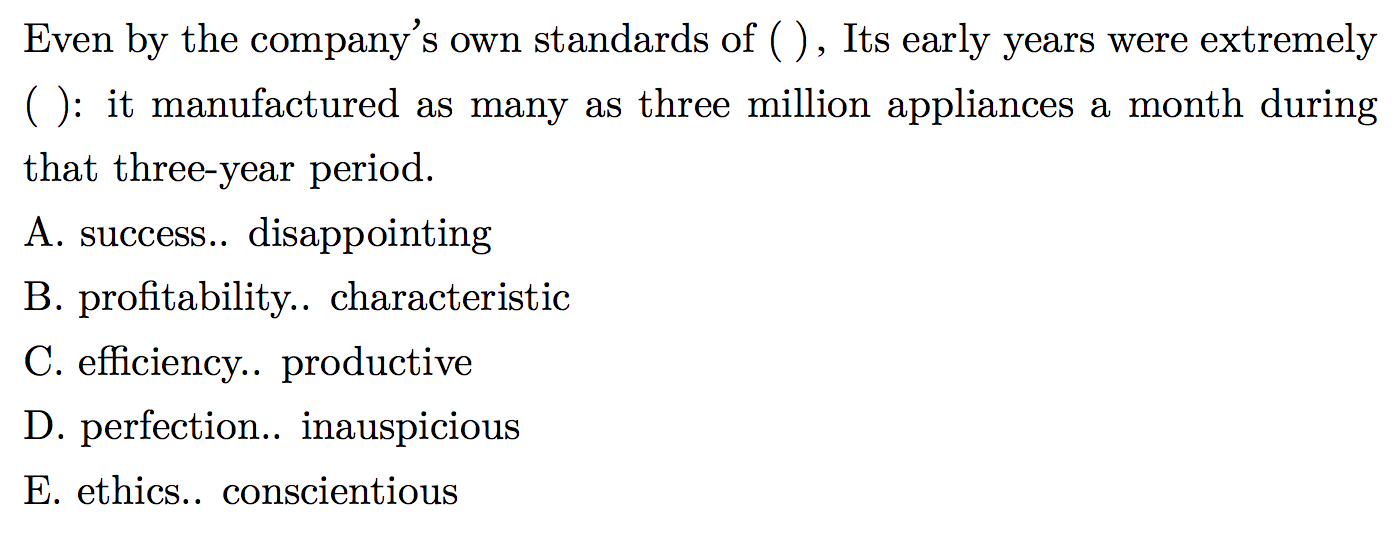 Even by the company’s own standards of ( ), Its early years were extremely
( ): it manufactured as many as three million appliances a month during
that three-year period.
A. success.. disappointing
B. profitability.. characteristic
C. efficiency.. productive
D. perfection.. inauspicious
E. ethics.. conscientious